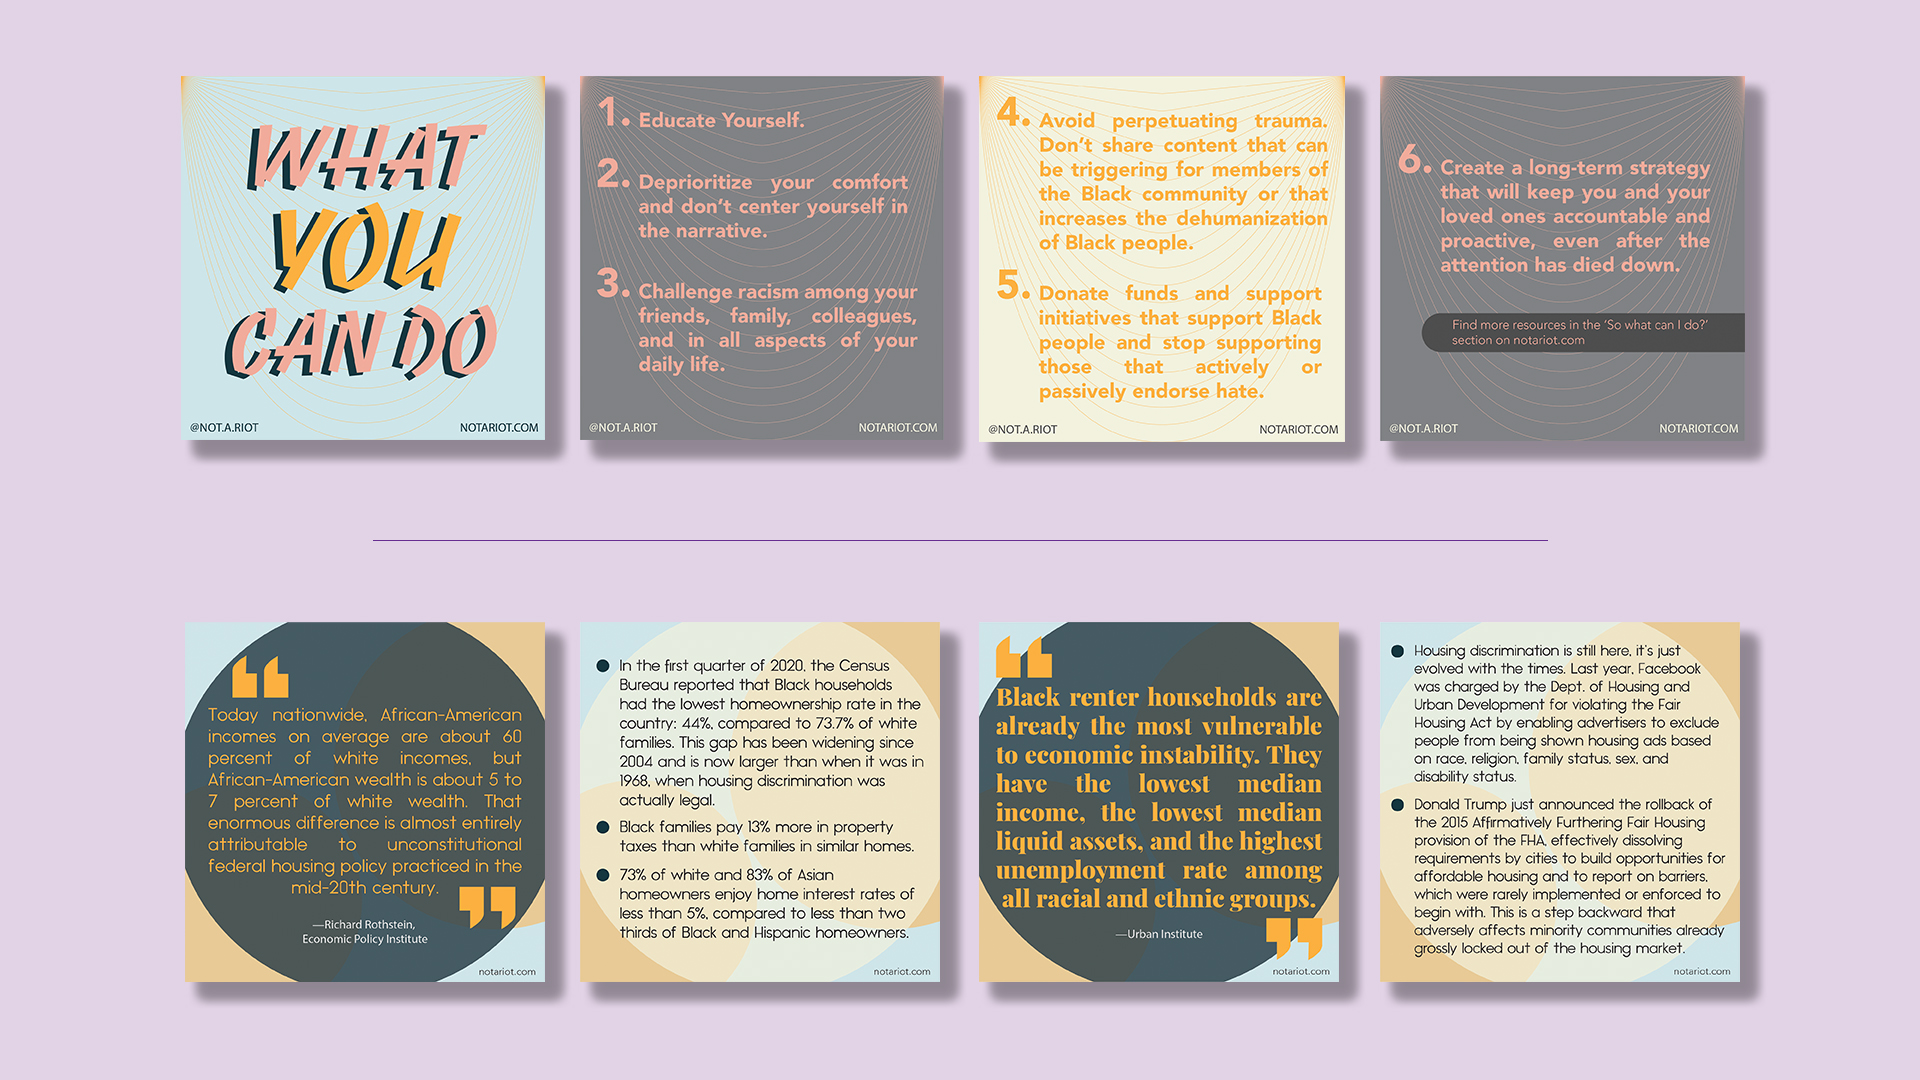 WHAT
YOU
CAN DO
@NOT.A.RIOT
NOTARIOT.COM
1. Educate Yourself.
2. Deprioritize your comfort
and don't center yourself in
the narrative.
3. Challenge racism among your
friends, family, colleagues,
and in all aspects of your
daily life.
@NOT.A.RIOT
NOTARIOT.COM
4. Avoid perpetuating trauma.
Don't share content that can
be triggering for members of
the Black community or that
increases the dehumanization
of Black people.
5. Donate funds and support
initiatives that support Black
people and stop supporting
those that actively or
passively endorse hate.
@NOT.A.RIOT
NOTARIOT.COM
6. Create a long-term strategy
that will keep you and your
loved ones accountable and
proactive, even after the
attention has died down.
Find more resources in the 'So what can I do?'
section on notariot.com
@NOT.A.RIOT
NOTARIOT.COM
“
Today nationwide, African-American
incomes on average are about 60
percent of white incomes, but
African-American wealth is about 5 to
7 percent of white wealth. That
enormous difference is almost entirely
attributable to unconstitutional
federal housing policy practiced in the
mid-20th century.
”
—Richard Rothstein,
Economic Policy Institute
notariot.com
● In the first quarter of 2020, the Census
Bureau reported that Black households
had the lowest homeownership rate in the
country: 44%, compared to 73.7% of white
families. This gap has been widening since
2004 and is now larger than when it was in
1968, when housing discrimination was
actually legal.
● Black families pay 13% more in property
taxes than white families in similar homes.
● 73% of white and 83% of Asian
homeowners enjoy home interest rates of
less than 5%, compared to less than two
thirds of Black and Hispanic homeowners.
notariot.com
“
Black renter households are
already the most vulnerable
to economic instability. They
have the lowest median
income, the lowest median
liquid assets, and the highest
unemployment rate among
all racial and ethnic groups.
”
—Urban Institute
notariot.com
● Housing discrimination is still here, it's just
evolved with the times. Last year, Facebook
was charged by the Dept. of Housing and
Urban Development for violating the Fair
Housing Act by enabling advertisers to exclude
people from being shown housing ads based
on race, religion, family status, sex, and
disability status.
● Donald Trump just announced the rollback of
the 2015 Affirmatively Furthering Fair Housing
provision of the FHA, effectively dissolving
requirements by cities to build opportunities for
affordable housing and to report on barriers,
which were rarely implemented or enforced to
begin with. This is a step backward that
adversely affects minority communities already
grossly locked out of the housing market.
notariot.com